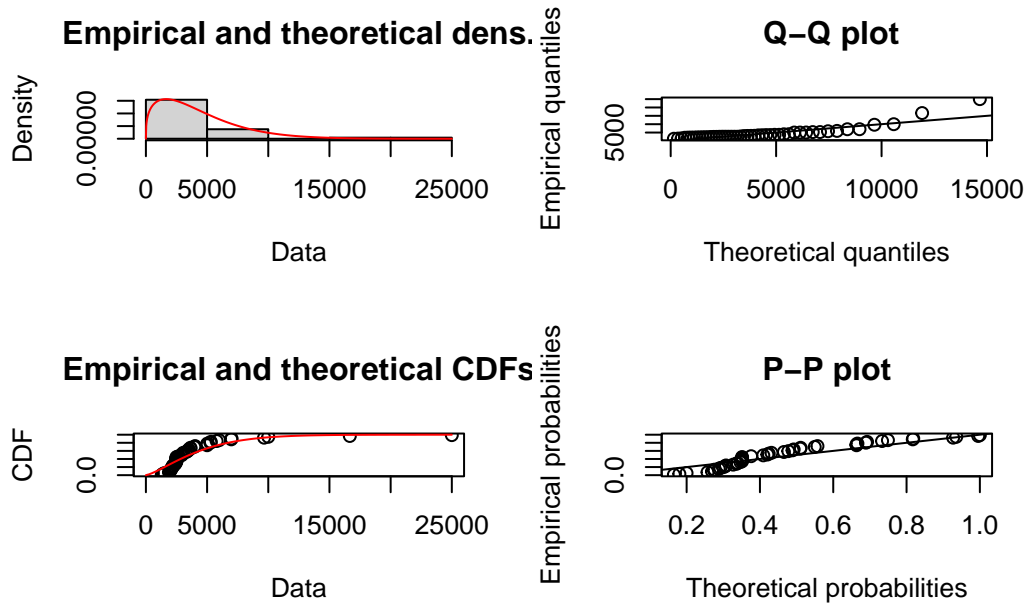 Empirical and theoretical dens.
Density
0.000000
0 5000 15000 25000
Data
Q−Q plot
Empirical quantiles
5000
0 5000 10000 15000
Theoretical quantiles
Empirical and theoretical CDFs
CDF
0.0
0 5000 15000 25000
Data
P−P plot
Empirical probabilities
0.0
0.2 0.4 0.6 0.8 1.0
Theoretical probabilities